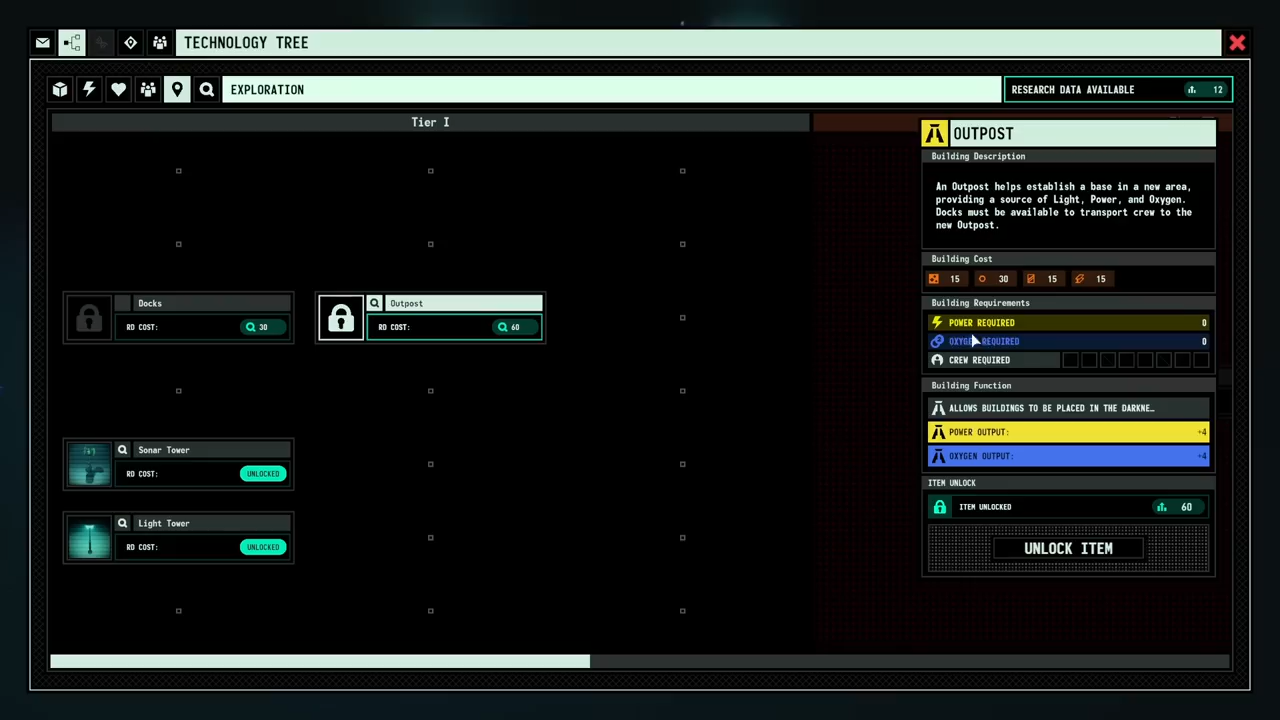 TECHNOLOGY TREE
EXPLORATION
RESEARCH DATA AVAILABLE 12
Tier I
OUTPOST
Building Description
An Outpost helps establish a base in a new area,
providing a source of Light, Power, and Oxygen.
Docks must be available to transport crew to the
new Outpost.
Building Cost
15 30 15 15
Building Requirements
POWER REQUIRED 0
OXYGEN REQUIRED 0
CREW REQUIRED
Building Function
ALLOWS BUILDINGS TO BE PLACED IN THE DARKNE…
POWER OUTPUT: +4
OXYGEN OUTPUT: +4
ITEM UNLOCK
ITEM UNLOCKED 60
UNLOCK ITEM
Docks
RD COST: 30
Outpost
RD COST: 60
Sonar Tower
RD COST: UNLOCKED
Light Tower
RD COST: UNLOCKED